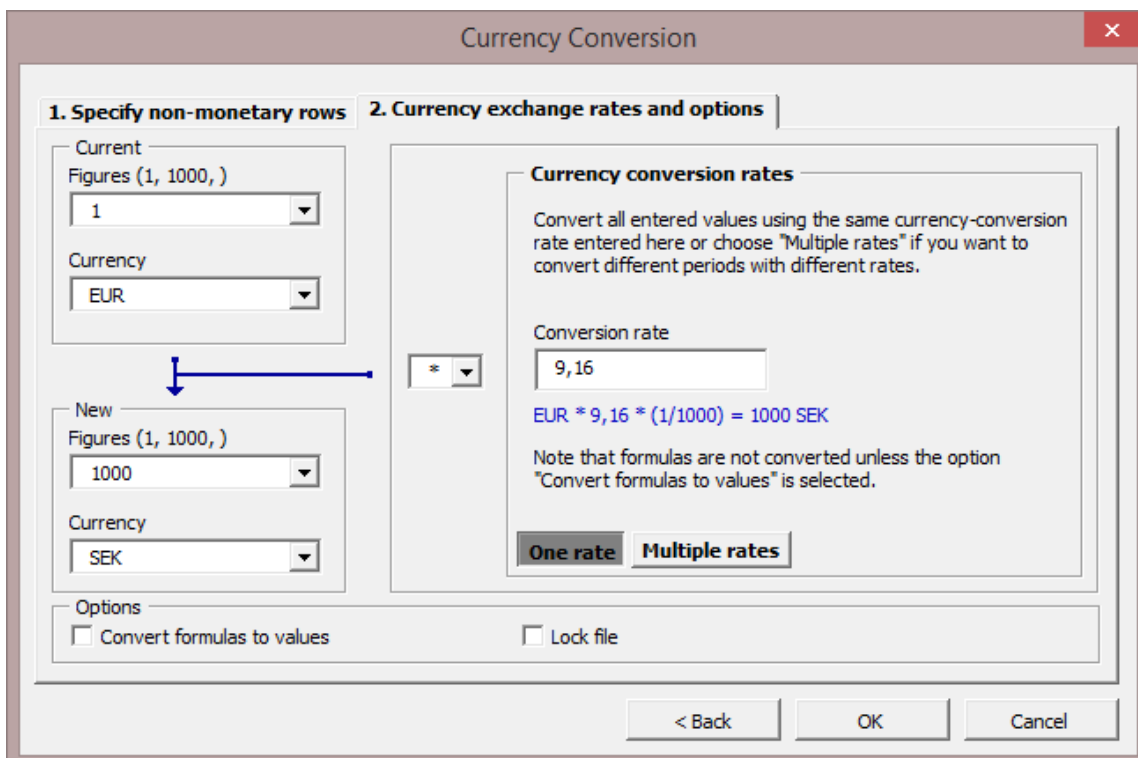 Currency Conversion
1. Specify non-monetary rows
2. Currency exchange rates and options
Current
Figures (1, 1000, )
1
Currency
EUR
New
Figures (1, 1000, )
1000
Currency
SEK
*
Currency conversion rates
Convert all entered values using the same currency-conversion
rate entered here or choose "Multiple rates" if you want to
convert different periods with different rates.
Conversion rate
9,16
EUR * 9,16 * (1/1000) = 1000 SEK
Note that formulas are not converted unless the option
"Convert formulas to values" is selected.
One rate
Multiple rates
Options
Convert formulas to values
Lock file
< Back
OK
Cancel